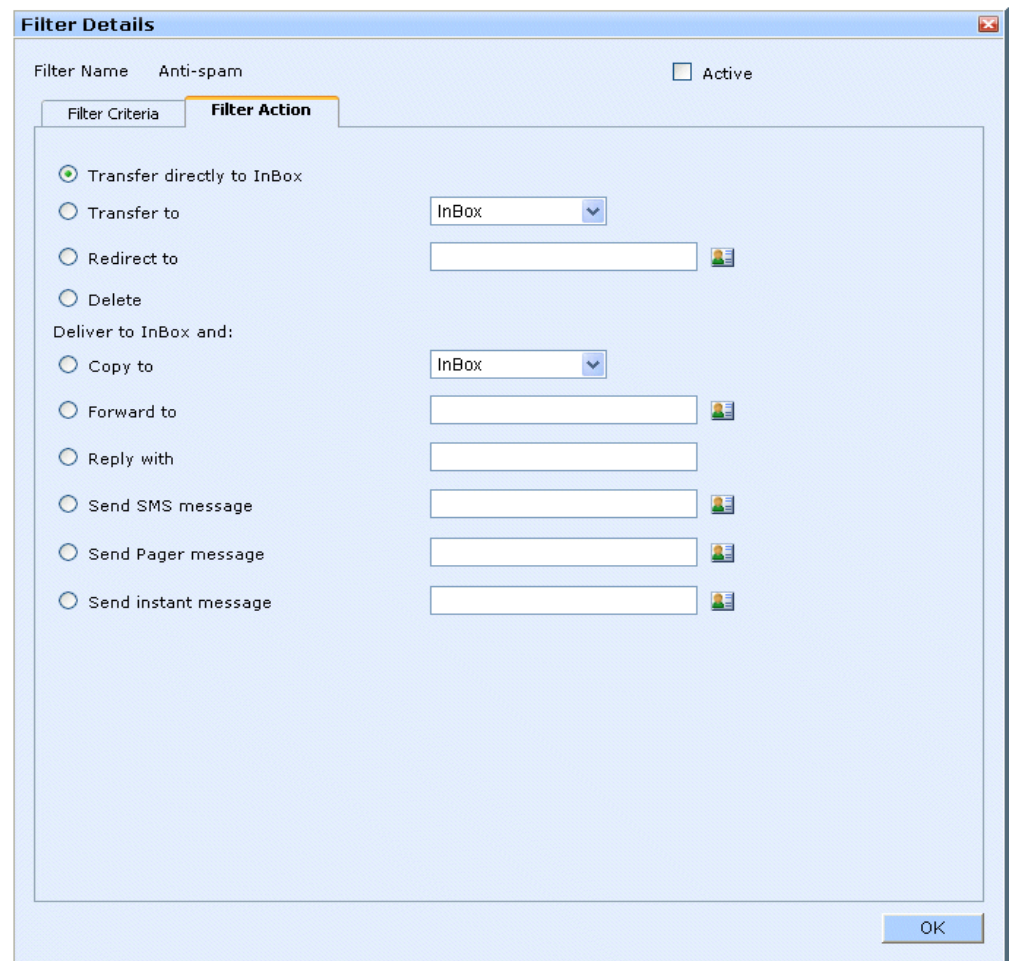 Filter Details
Filter Name Anti-spam Active
Filter Criteria Filter Action
Transfer directly to InBox
Transfer to InBox
Redirect to
Delete
Deliver to InBox and:
Copy to InBox
Forward to
Reply with
Send SMS message
Send Pager message
Send instant message
OK